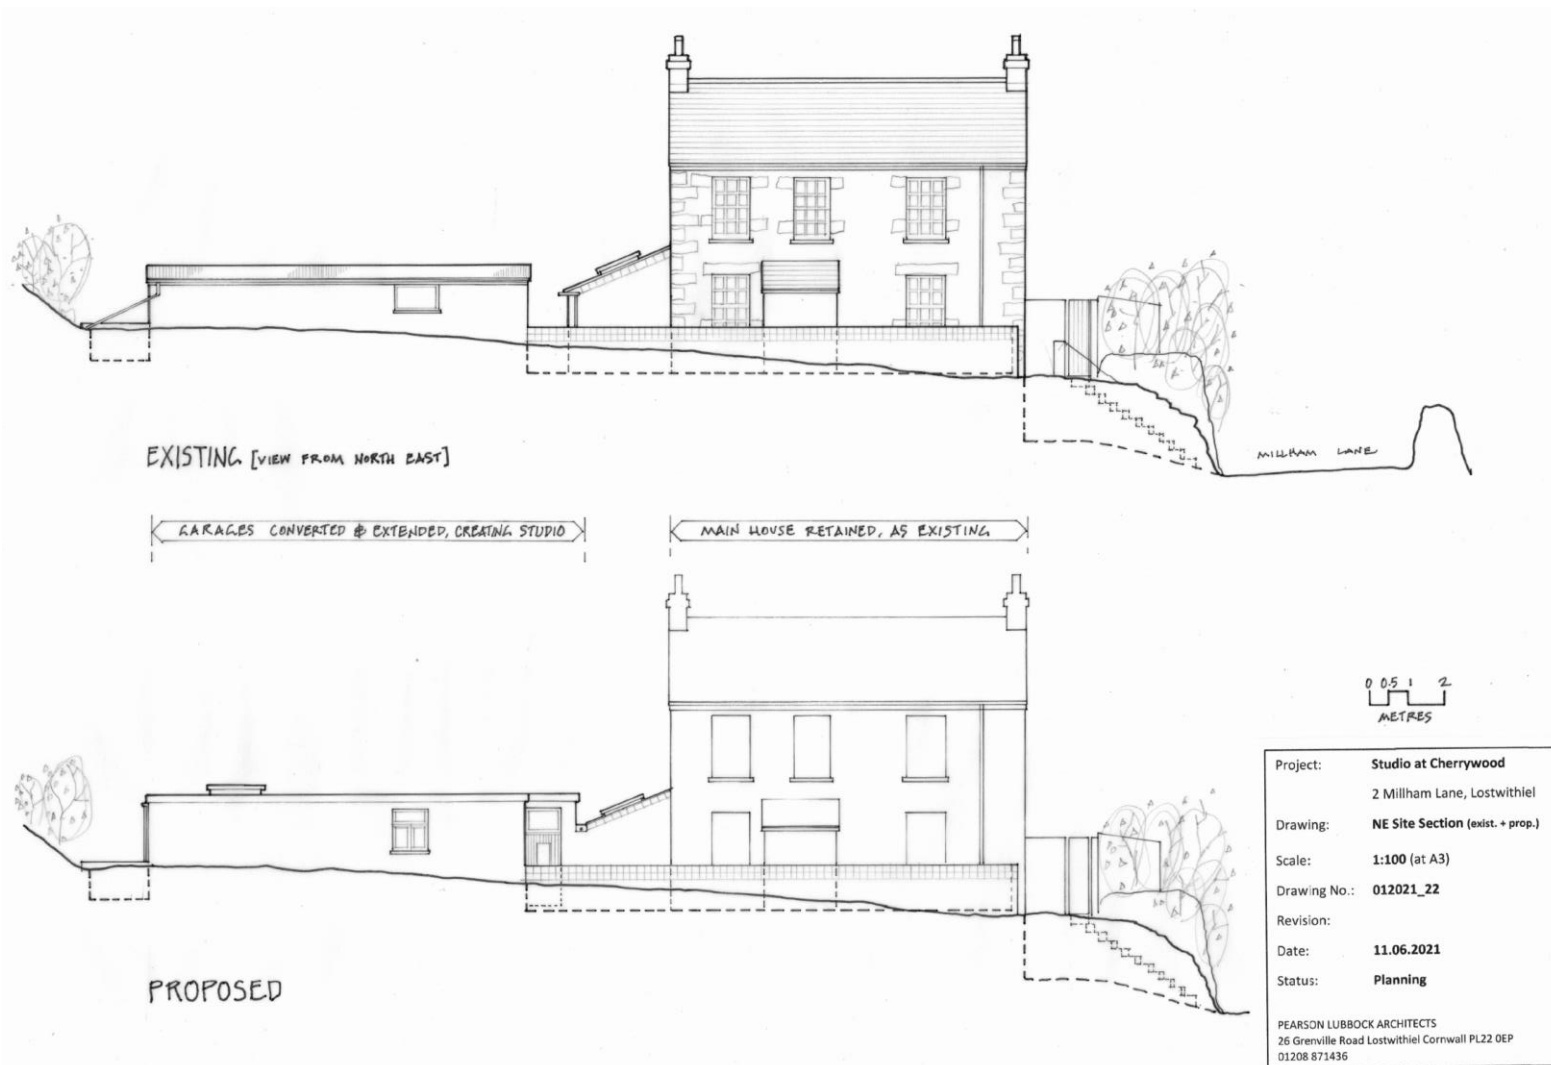 EXISTING [VIEW FROM NORTH EAST]
MILLHAM LANE
GARAGES CONVERTED & EXTENDED, CREATING STUDIO
MAIN HOUSE RETAINED, AS EXISTING
0 0.5 1 2
METRES
PROPOSED
Project: Studio at Cherrywood
2 Millham Lane, Lostwithiel
Drawing: NE Site Section (exist. + prop.)
Scale: 1:100 (at A3)
Drawing No.: 012021_22
Revision:
Date: 11.06.2021
Status: Planning
PEARSON LUBBOCK ARCHITECTS
26 Grenville Road Lostwithiel Cornwall PL22 0EP
01208 871436